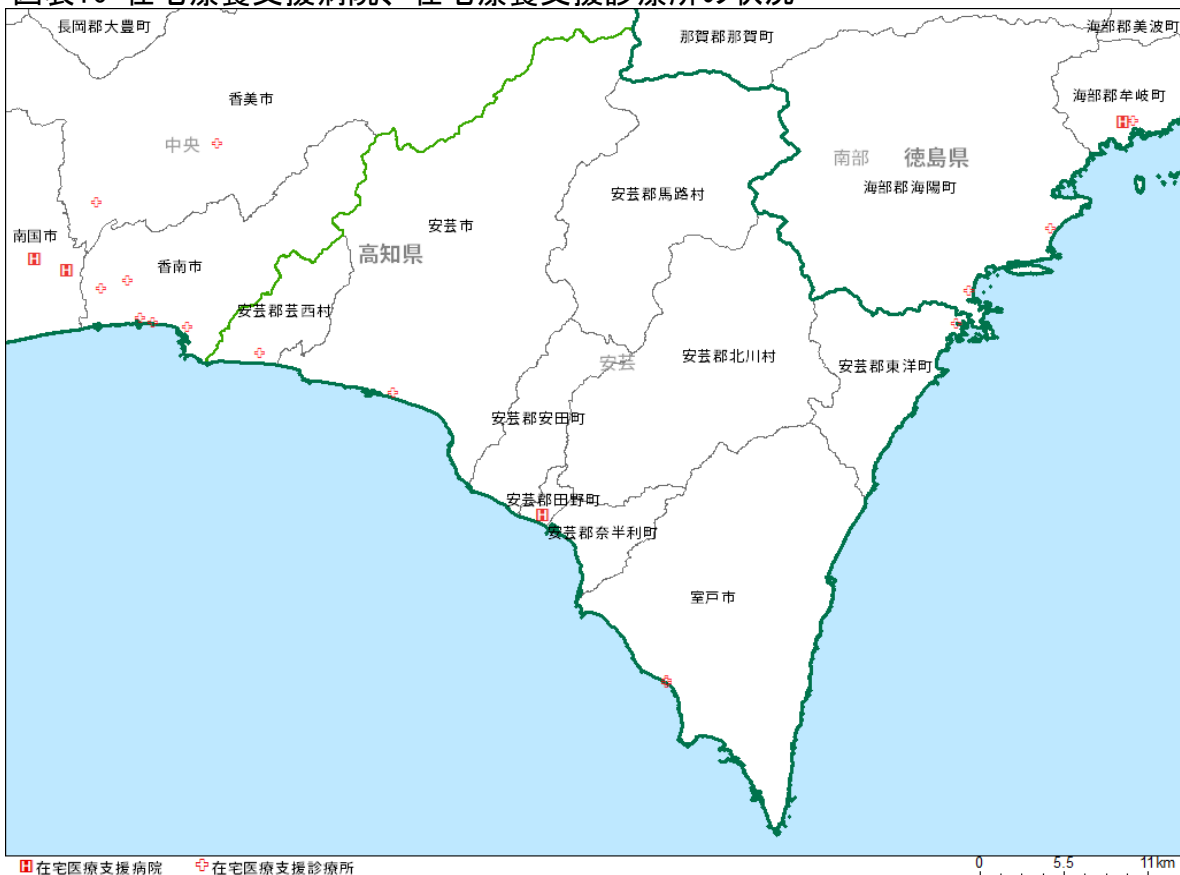 長岡郡大豊町
那賀郡那賀町
海部郡美波町
香美市
海部郡牟岐町
中央
南部
徳島県
海部郡海陽町
安芸郡馬路村
南国市
安芸市
香南市
高知県
安芸郡芸西村
安芸
安芸郡北川村
安芸郡東洋町
安芸郡安田町
安芸郡田野町
安芸郡奈半利町
室戸市
H 在宅医療支援病院
在宅医療支援診療所
0 5.5 11km